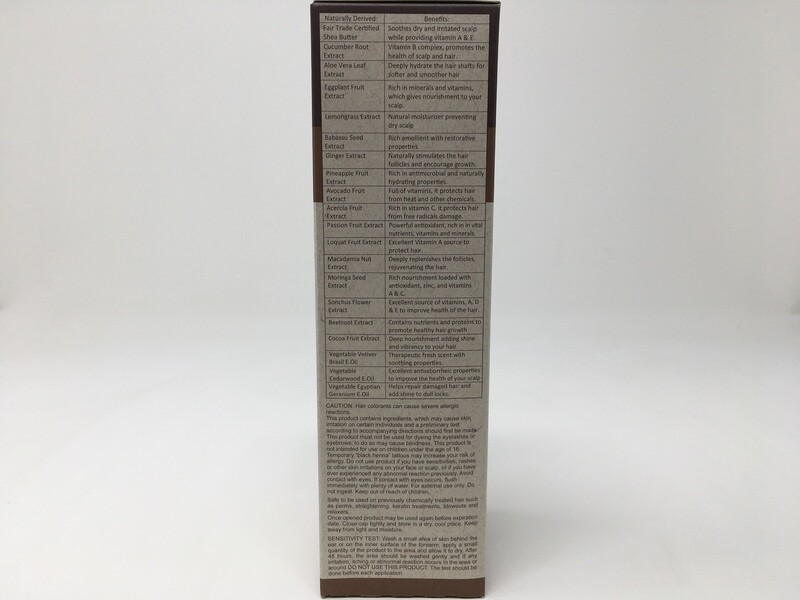 Naturally Derived: Benefits:
Fair Trade Certified Soothes dry and irritated scalp
Shea Butter while providing vitamin A & E.
Cucumber Root Vitamin B complex, promotes the
Extract health of scalp and hair.
Aloe Vera Leaf Deeply hydrate the hair shafts for
Extract softer and smoother hair
Eggplant Fruit Rich in minerals and vitamins,
Extract which gives nourishment to your
scalp.
Lemongrass Extract Natural moisturizer preventing
dry scalp
Babassu Seed Rich emollient with restorative
Extract properties.
Ginger Extract Naturally stimulates the hair
follicles and encourage growth.
Pineapple Fruit Rich in antimicrobial and naturally
Extract hydrating properties.
Avocado Fruit Full of vitamins, it protects hair
Extract from heat and other chemicals.
Acerola Fruit Rich in vitamin C, it protects hair
Extract from free radicals damage.
Passion Fruit Extract Powerful antioxidant, rich in in vital
nutrients, vitamins and minerals.
Loquat Fruit Extract Excellent Vitamin A source to
protect hair.
Macadamia Nut Deeply replenishes the follicles,
Extract rejuvenating the hair.
Moringa Seed Rich nourishment loaded with
Extract antioxidant, zinc, and vitamins
A & C.
Sonchus Flower Excellent source of vitamins, A, D
Extract & E to improve health of the hair.
Beetroot Extract Contains nutrients and proteins to
promote healthy hair growth
Cocoa Fruit Extract Deep nourishment adding shine
and vibrancy to your hair
Vegetable Vetiver Therapeutic fresh scent with
Brasil E.Oil soothing properties.
Vegetable Excellent antisaborrheic properties
Cedarwood E.Oil to improve the health of your scalp
Vegetable Egyptian Helps repair damaged hair and
Geranium E.Oil add shine to dull locks.
CAUTION: Hair colorants can cause severe allergic
reactions.
This product contains ingredients, which may cause skin
irritation on certain individuals and a preliminary test
according to accompanying directions should first be made.
This product must not be used for dyeing the eyelashes or
eyebrows; to do so may cause blindness. This product is
not intended for use on children under the age of 16.
Temporary "black henna" tattoos may increase your risk of
allergy. Do not use product if you have sensitivities, rashes
or other skin irritations on your face or scalp, of if you have
ever experienced any abnormal reaction previously. Avoid
contact with eyes. If contact with eyes occurs, flush
immediately with plenty of water. For external use only. Do
not ingest. Keep out of reach of children.
Safe to be used on previously chemically treated hair such
as perms, straightening, keratin treatments, blowouts and
relaxers.
Once opened product may be used again before expiration
date. Close cap tightly and store in a dry, cool place. Keep
away from light and moisture.
SENSITIVITY TEST: Wash a small area of skin behind the
ear or on the inner surface of the forearm, apply a small
quantity of the product to the area and allow it to dry. After
48 hours, the area should be washed gently and if any
irritation, itching or abnormal reaction occurs to the area or
around DO NOT USE THIS PRODUCT. The test should be
done before each application.